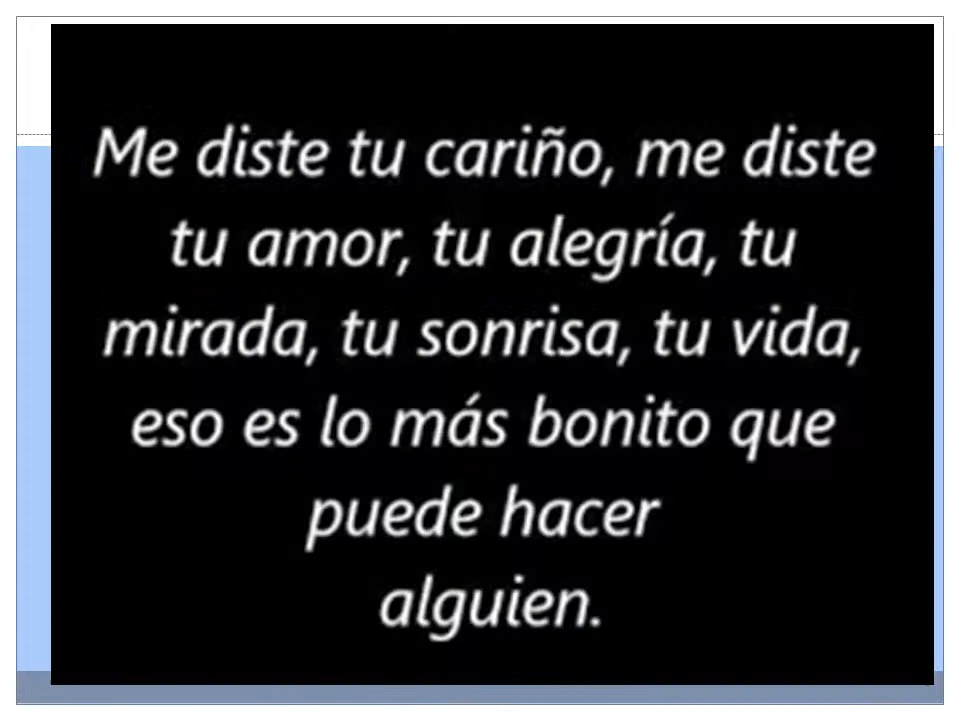 Me diste tu cariño, me diste
tu amor, tu alegría, tu
mirada, tu sonrisa, tu vida,
eso es lo más bonito que
puede hacer
alguien.